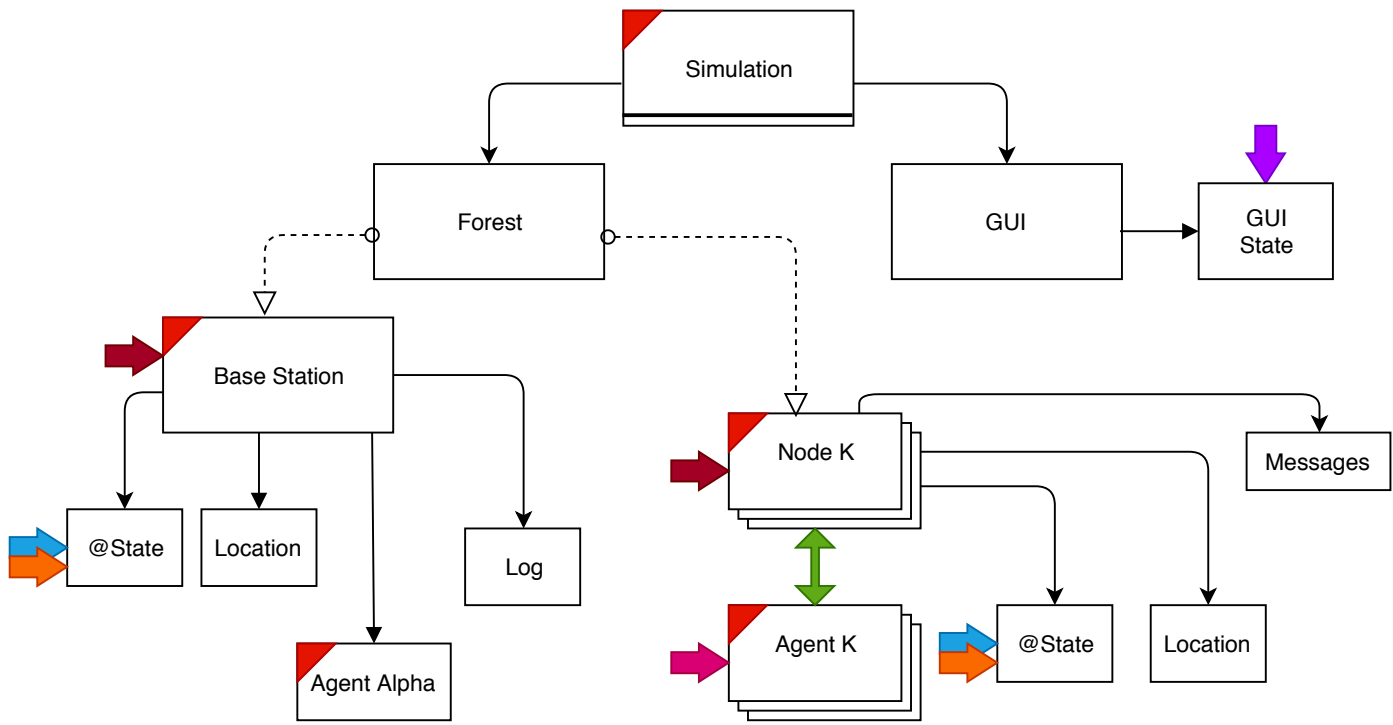 Simulation
Forest
GUI
GUI
State
Base Station
Node K
Messages
@State
Location
Log
Agent K
@State
Location
Agent Alpha